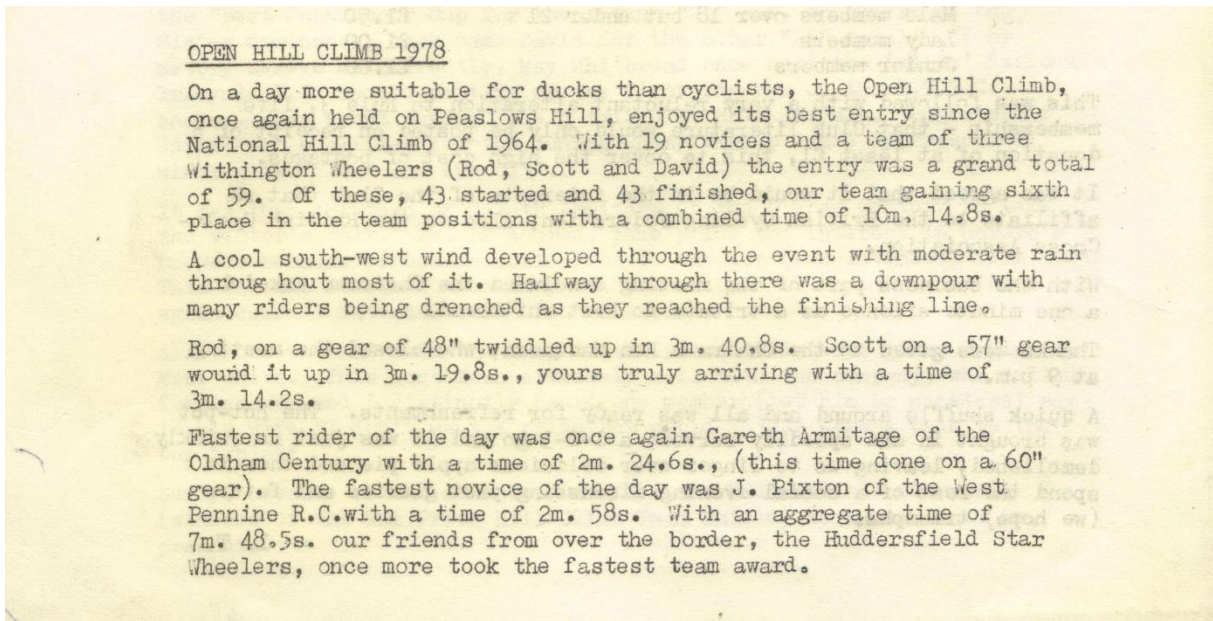 OPEN HILL CLIMB 1978
On a day more suitable for ducks than cyclists, the Open Hill Climb,
once again held on Peaslows Hill, enjoyed its best entry since the
National Hill Climb of 1964. With 19 novices and a team of three
Withington Wheelers (Rod, Scott and David) the entry was a grand total
of 59. Of these, 43 started and 43 finished, our team gaining sixth
place in the team positions with a combined time of 10m. 14.8s.
A cool south-west wind developed through the event with moderate rain
throug hout most of it. Halfway through there was a downpour with
many riders being drenched as they reached the finishing line.
Rod, on a gear of 48" twiddled up in 3m. 40.8s. Scott on a 57" gear
wound it up in 3m. 19.8s., yours truly arriving with a time of
3m. 14.2s.
Fastest rider of the day was once again Gareth Armitage of the
Oldham Century with a time of 2m. 24.6s., (this time done on a 60"
gear). The fastest novice of the day was J. Pixton of the West
Pennine R.C.with a time of 2m. 58s. With an aggregate time of
7m. 48.5s. our friends from over the border, the Huddersfield Star
Wheelers, once more took the fastest team award.